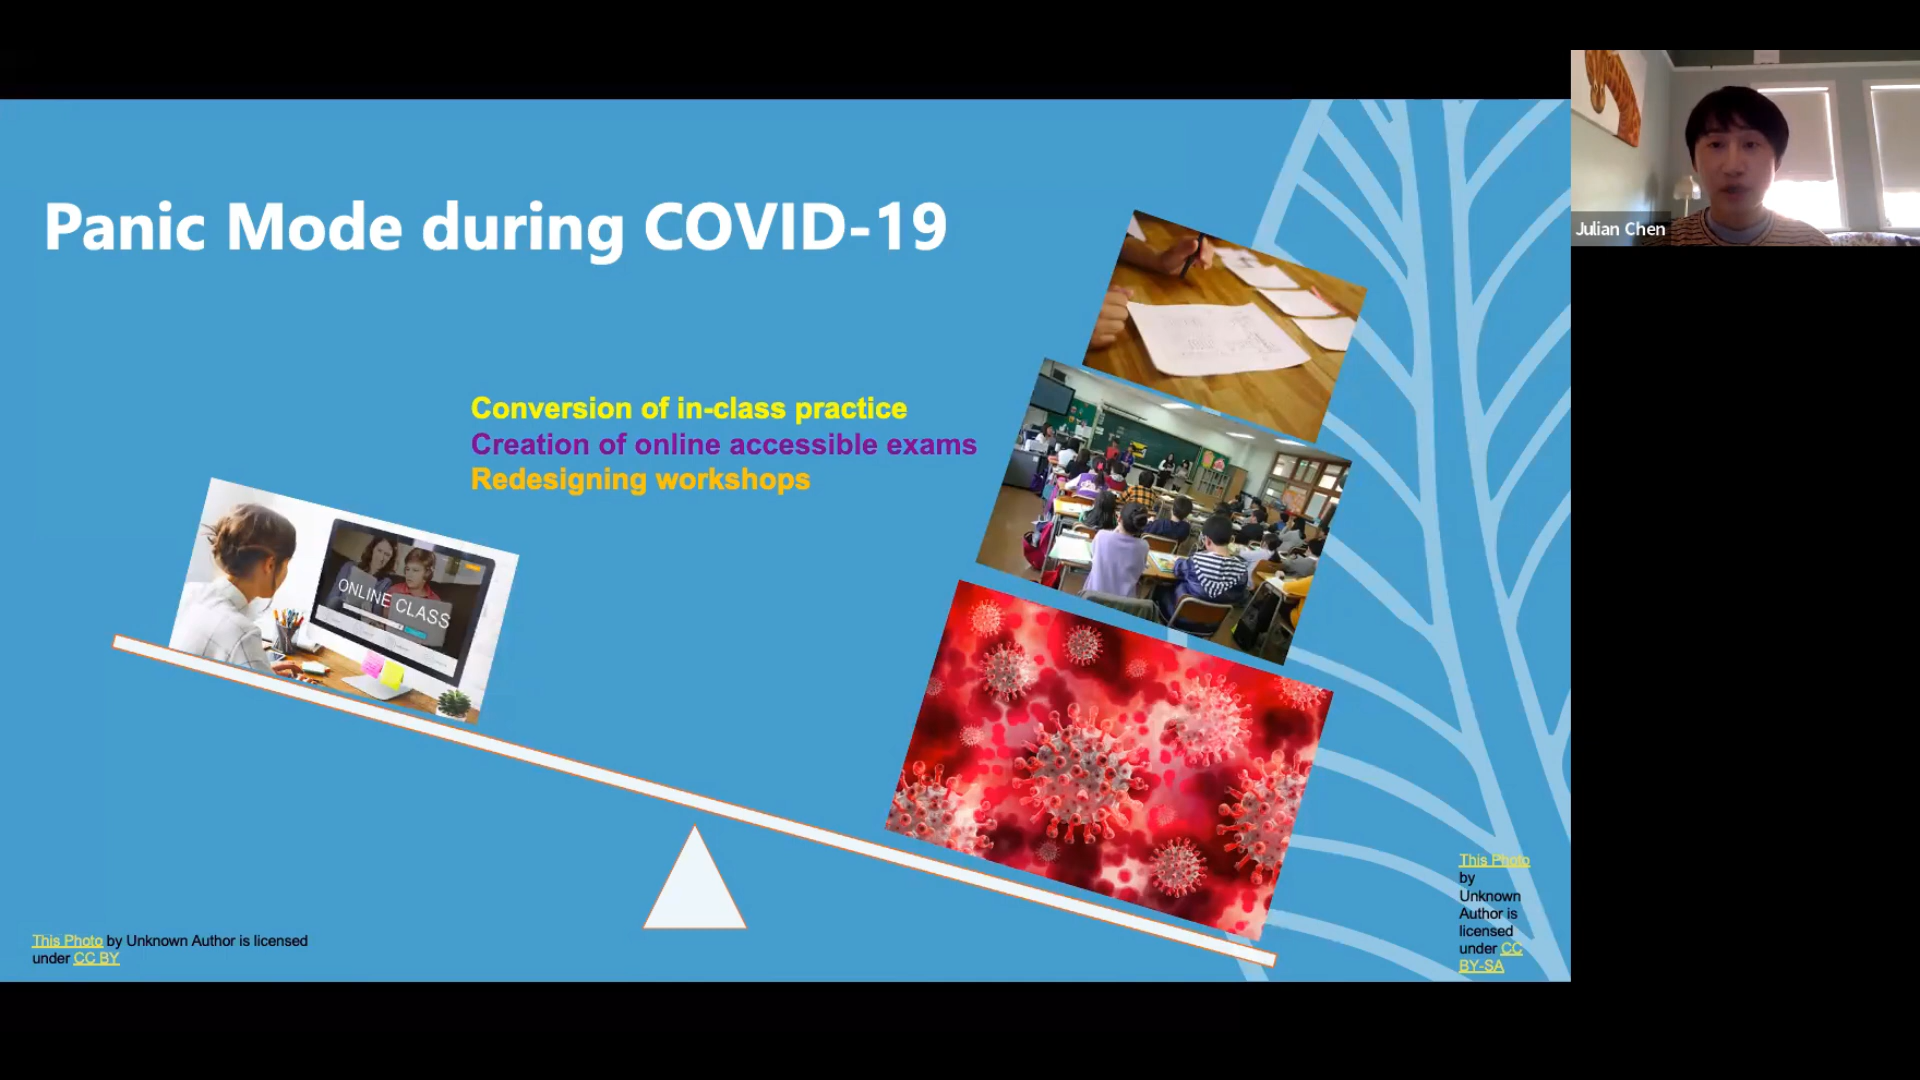 Panic Mode during COVID-19
Conversion of in-class practice
Creation of online accessible exams
Redesigning workshops
ONLINE CLASS
This Photo by Unknown Author is licensed
under CC BY
This Photo
by
Unknown
Author is
licensed
under CC
BY-SA
Julian Chen